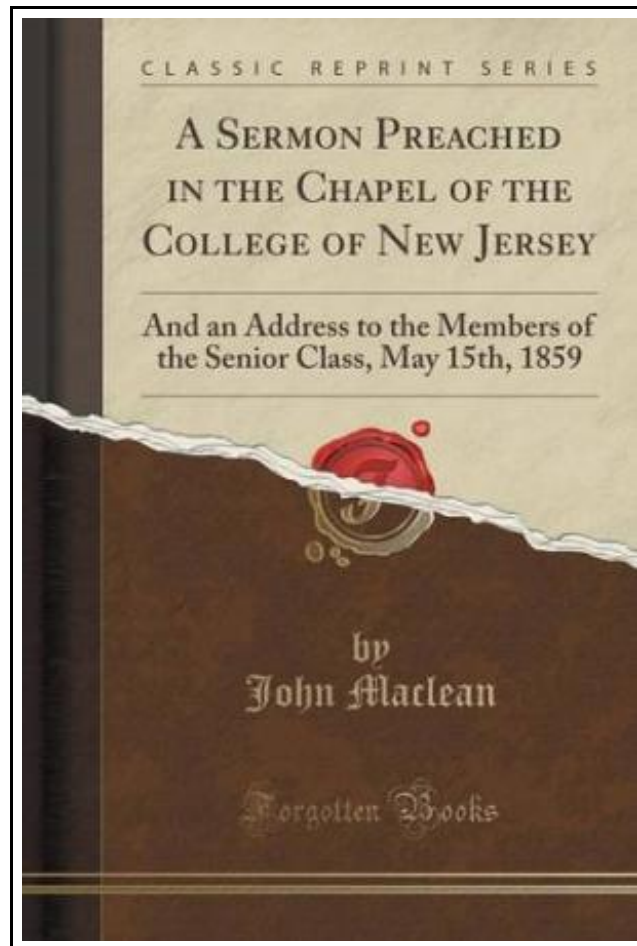 CLASSIC REPRINT SERIES
A SERMON PREACHED
IN THE CHAPEL OF THE
COLLEGE OF NEW JERSEY
And an Address to the Members of
the Senior Class, May 15th, 1859
by
John Maclean
Forgotten Books